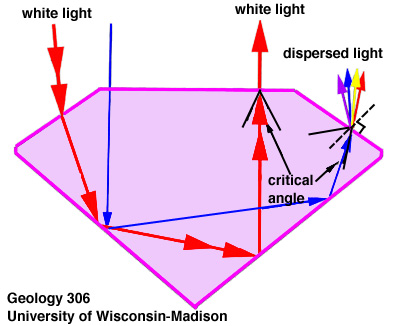 white light
white light
dispersed light
critical
angle
Geology 306
University of Wisconsin-Madison